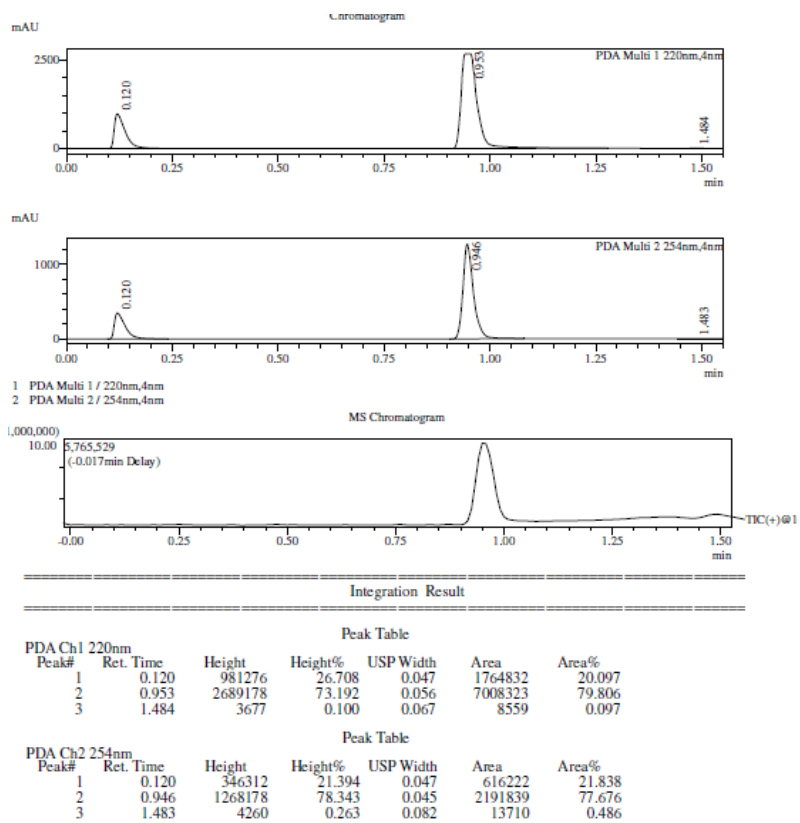 Chromatogram
mAU
2500
PDA Multi 1 220nm,4nm
0.120
0.953
1.484
0
0.00 0.25 0.50 0.75 1.00 1.25 1.50
min
mAU
PDA Multi 2 254nm,4nm
1000
0.120
0.946
1.483
0
0.00 0.25 0.50 0.75 1.00 1.25 1.50
min
1 PDA Multi 1 / 220nm,4nm
2 PDA Multi 2 / 254nm,4nm
MS Chromatogram
1,000,000)
10.00 5,765,529
(-0.017min Delay)
TIC(+)@1
-0.00 0.25 0.50 0.75 1.00 1.25 1.50
min
Integration Result
Peak Table
PDA Ch1 220nm
Peak# Ret. Time Height Height% USP Width Area Area%
1 0.120 981276 26.708 0.047 1764832 20.097
2 0.953 2689178 73.192 0.056 7008323 79.806
3 1.484 3677 0.100 0.067 8559 0.097
Peak Table
PDA Ch2 254nm
Peak# Ret. Time Height Height% USP Width Area Area%
1 0.120 346312 21.394 0.047 616222 21.838
2 0.946 1268178 78.343 0.045 2191839 77.676
3 1.483 4260 0.263 0.082 13710 0.486